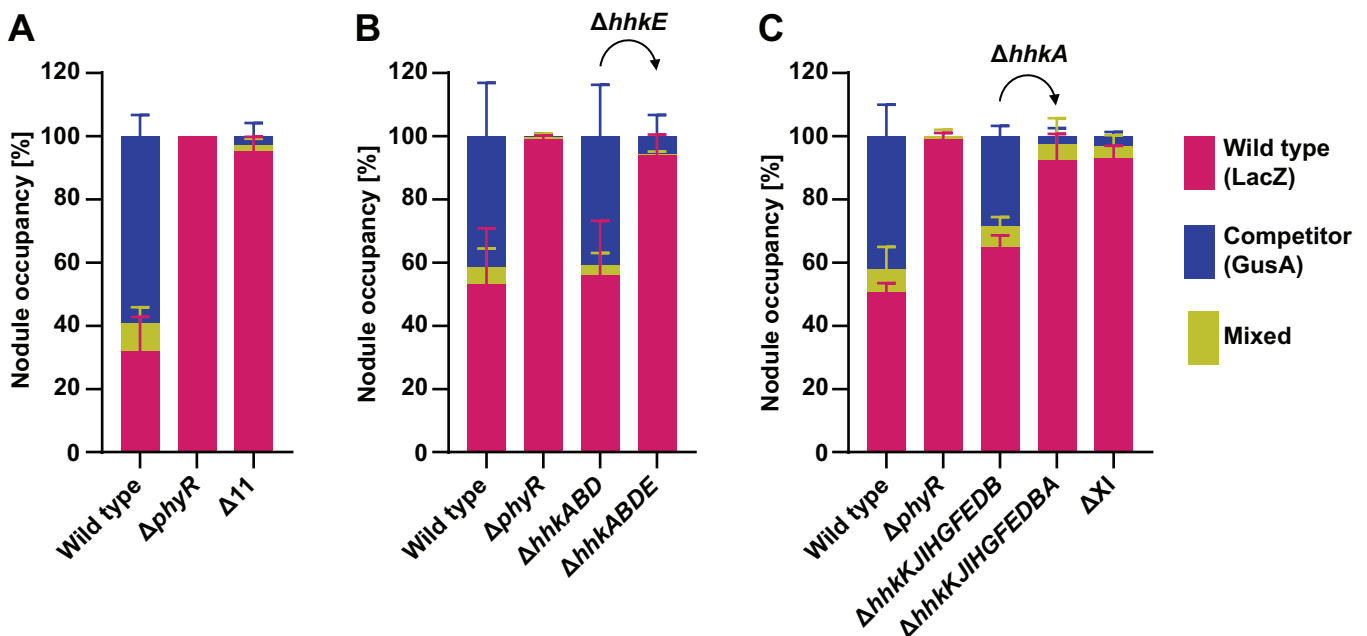 A
Nodule occupancy [%]
120
100
80
60
40
20
0
Wild type
ΔphyR
Δ11
B
ΔhhkE
Nodule occupancy [%]
120
100
80
60
40
20
0
Wild type
ΔphyR
ΔhhkABD
ΔhhkABDE
C
ΔhhkA
Nodule occupancy [%]
120
100
80
60
40
20
0
Wild type
ΔphyR
ΔhhkKJIHGFEDB
ΔhhkKJIHGFEDBA
ΔXI
Wild type
(LacZ)
Competitor
(GusA)
Mixed